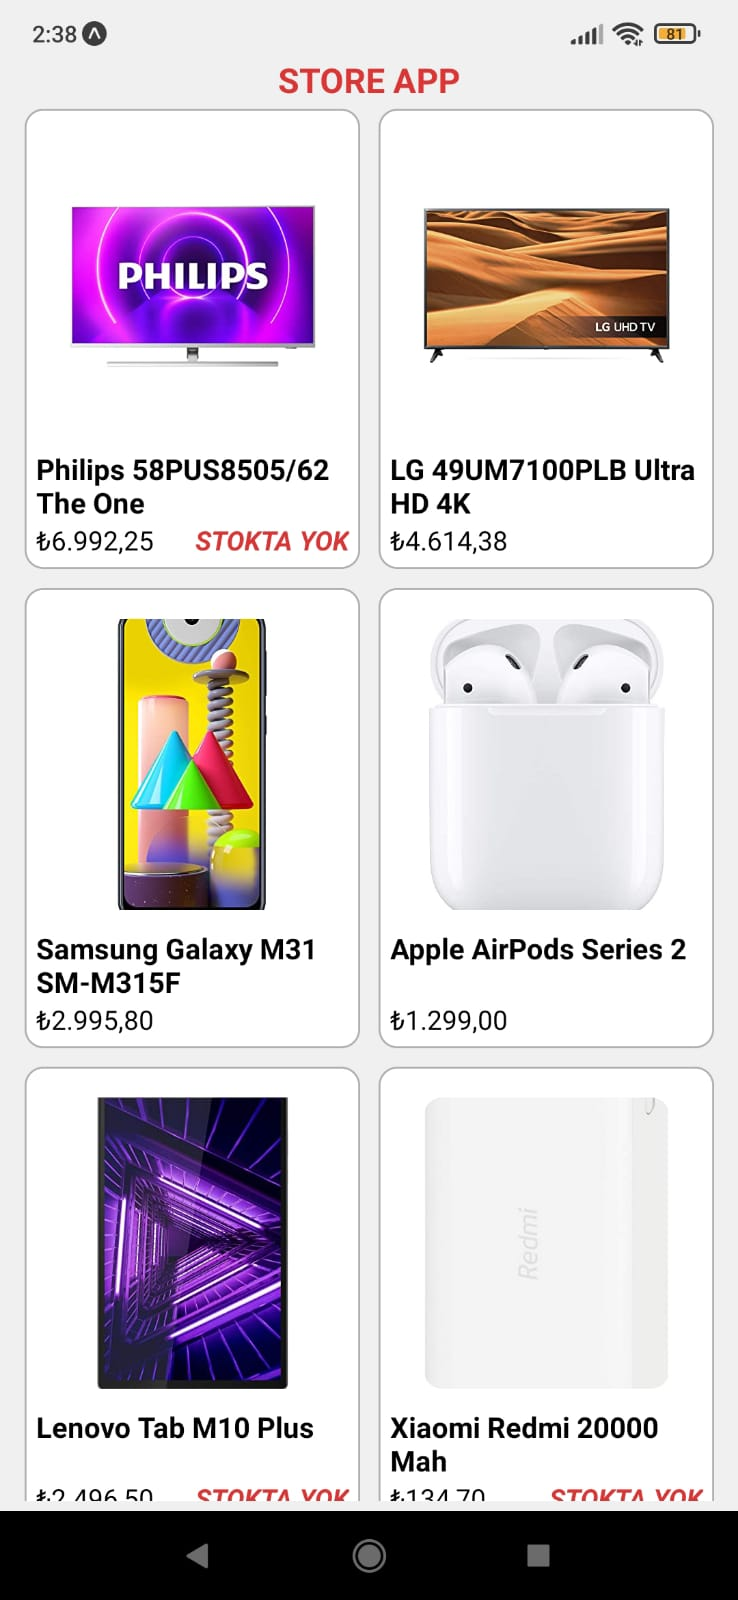 2:38
81
STORE APP
PHILIPS
LG UHD TV
Philips 58PUS8505/62
The One
₺6.992,25 STOKTA YOK
LG 49UM7100PLB Ultra
HD 4K
₺4.614,38
Samsung Galaxy M31
SM-M315F
₺2.995,80
Apple AirPods Series 2
₺1.299,00
Lenovo Tab M10 Plus
₺2.496,50 STOKTA YOK
Redmi
Xiaomi Redmi 20000
Mah
₺134,70 STOKTA YOK